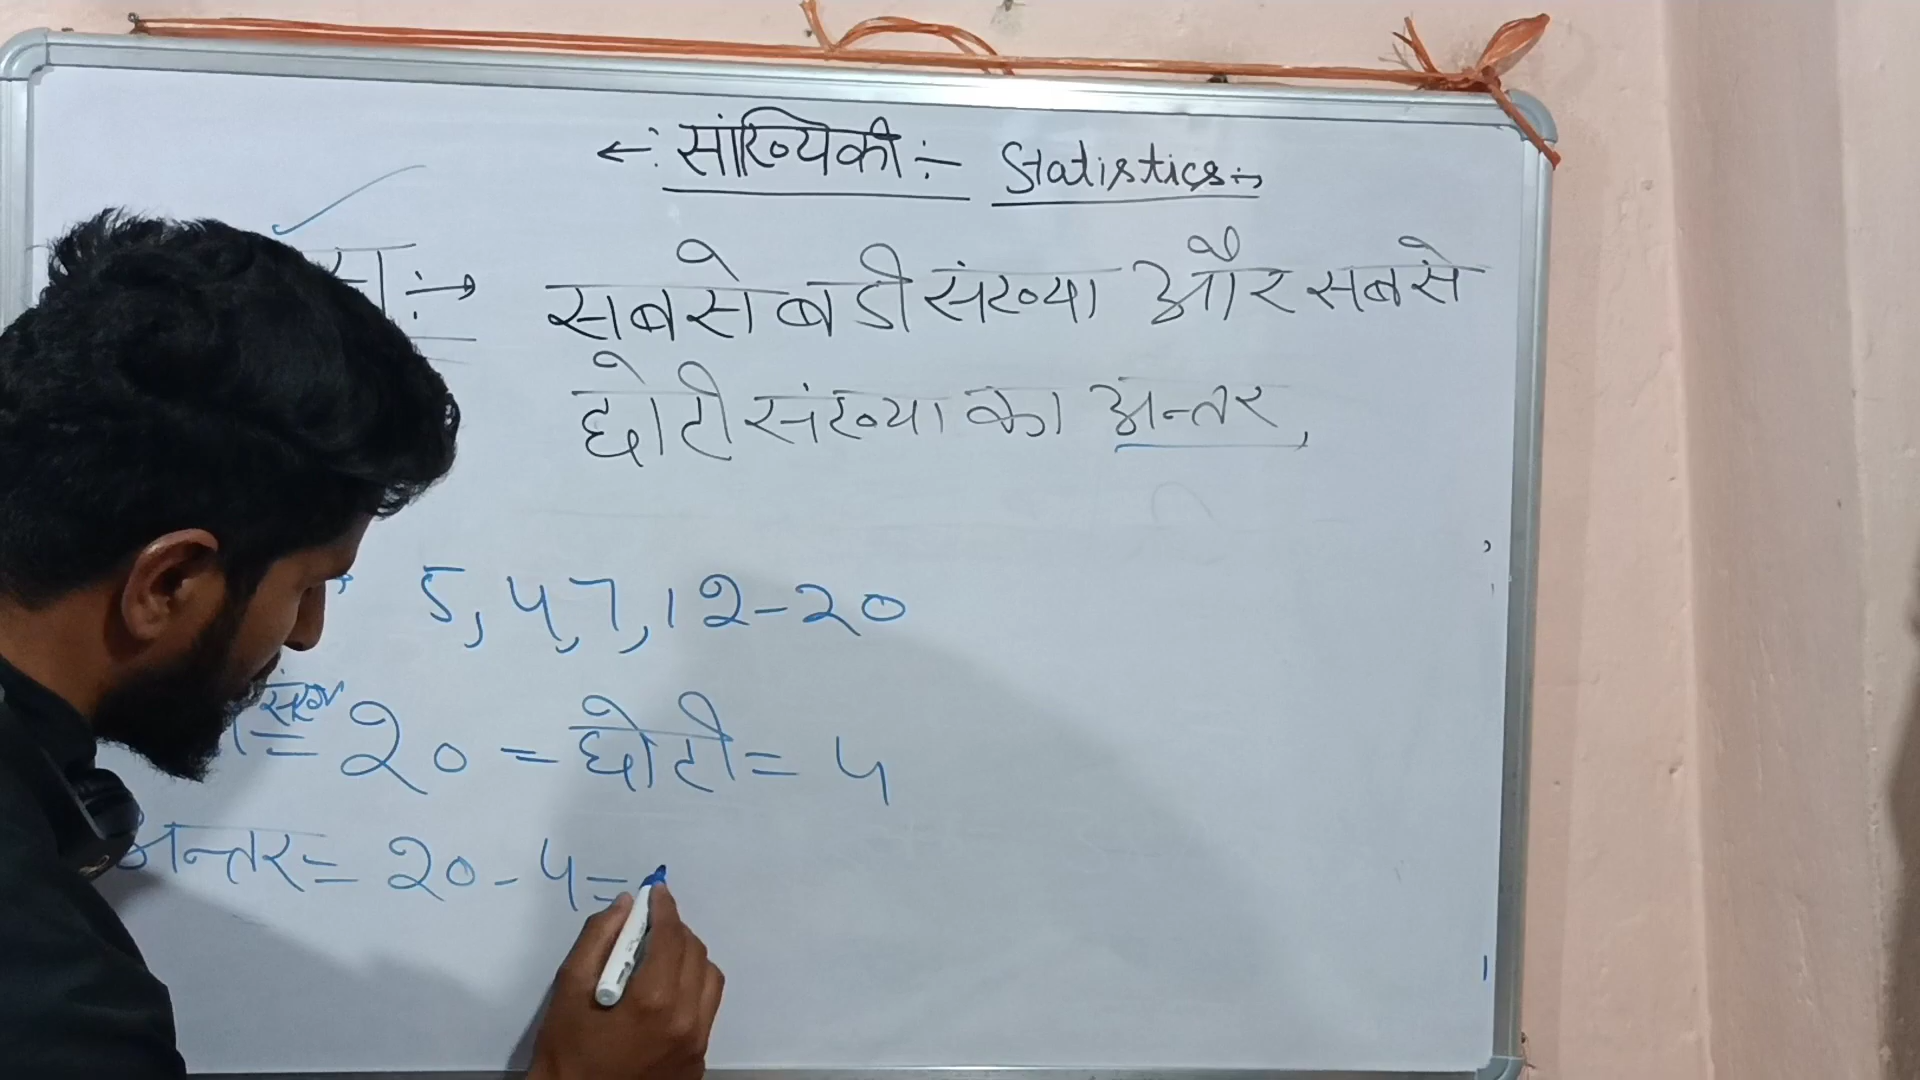 ←: सांख्यिकी :- Statistics :→
:→ सबसे बडी संख्या और सबसे
छोटी संख्या का अन्तर,
5, 4, 7, 12-20
= 20 = छोटी = 4
अन्तर = 20 - 4 =